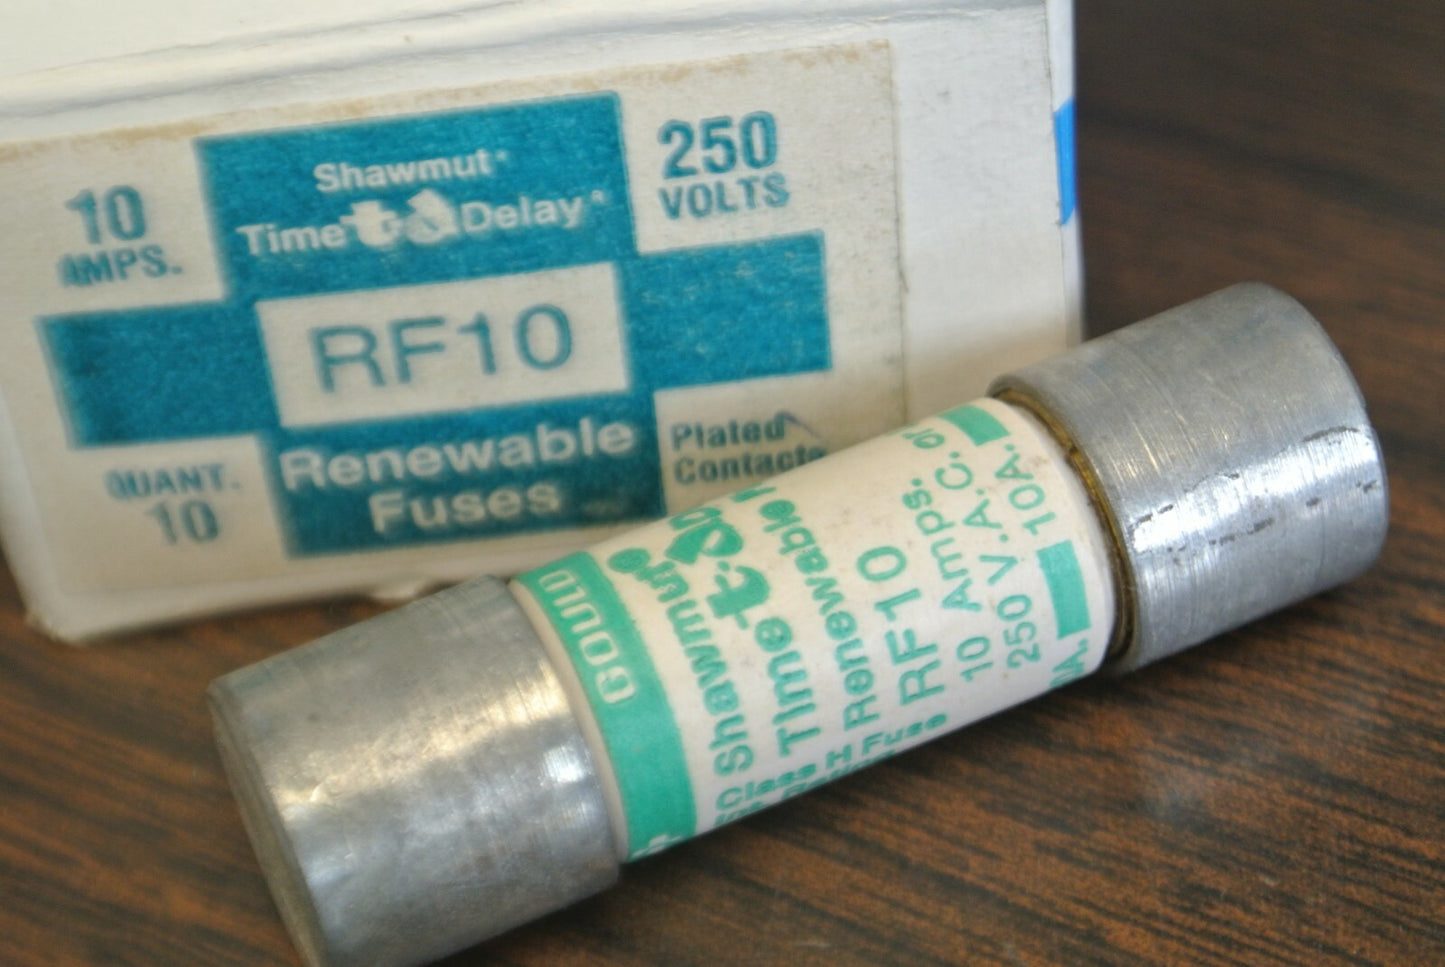 10
AMPS.
Shawmut
Time t&d Delay
250
VOLTS
RF10
Renewable
Fuses
Plated
Contacts
QUANT.
10
GOULD
Shawmut®
Time
Renewable
RF10
10 Amps. or
250 V.A.C.
10A.
Class H Fuse